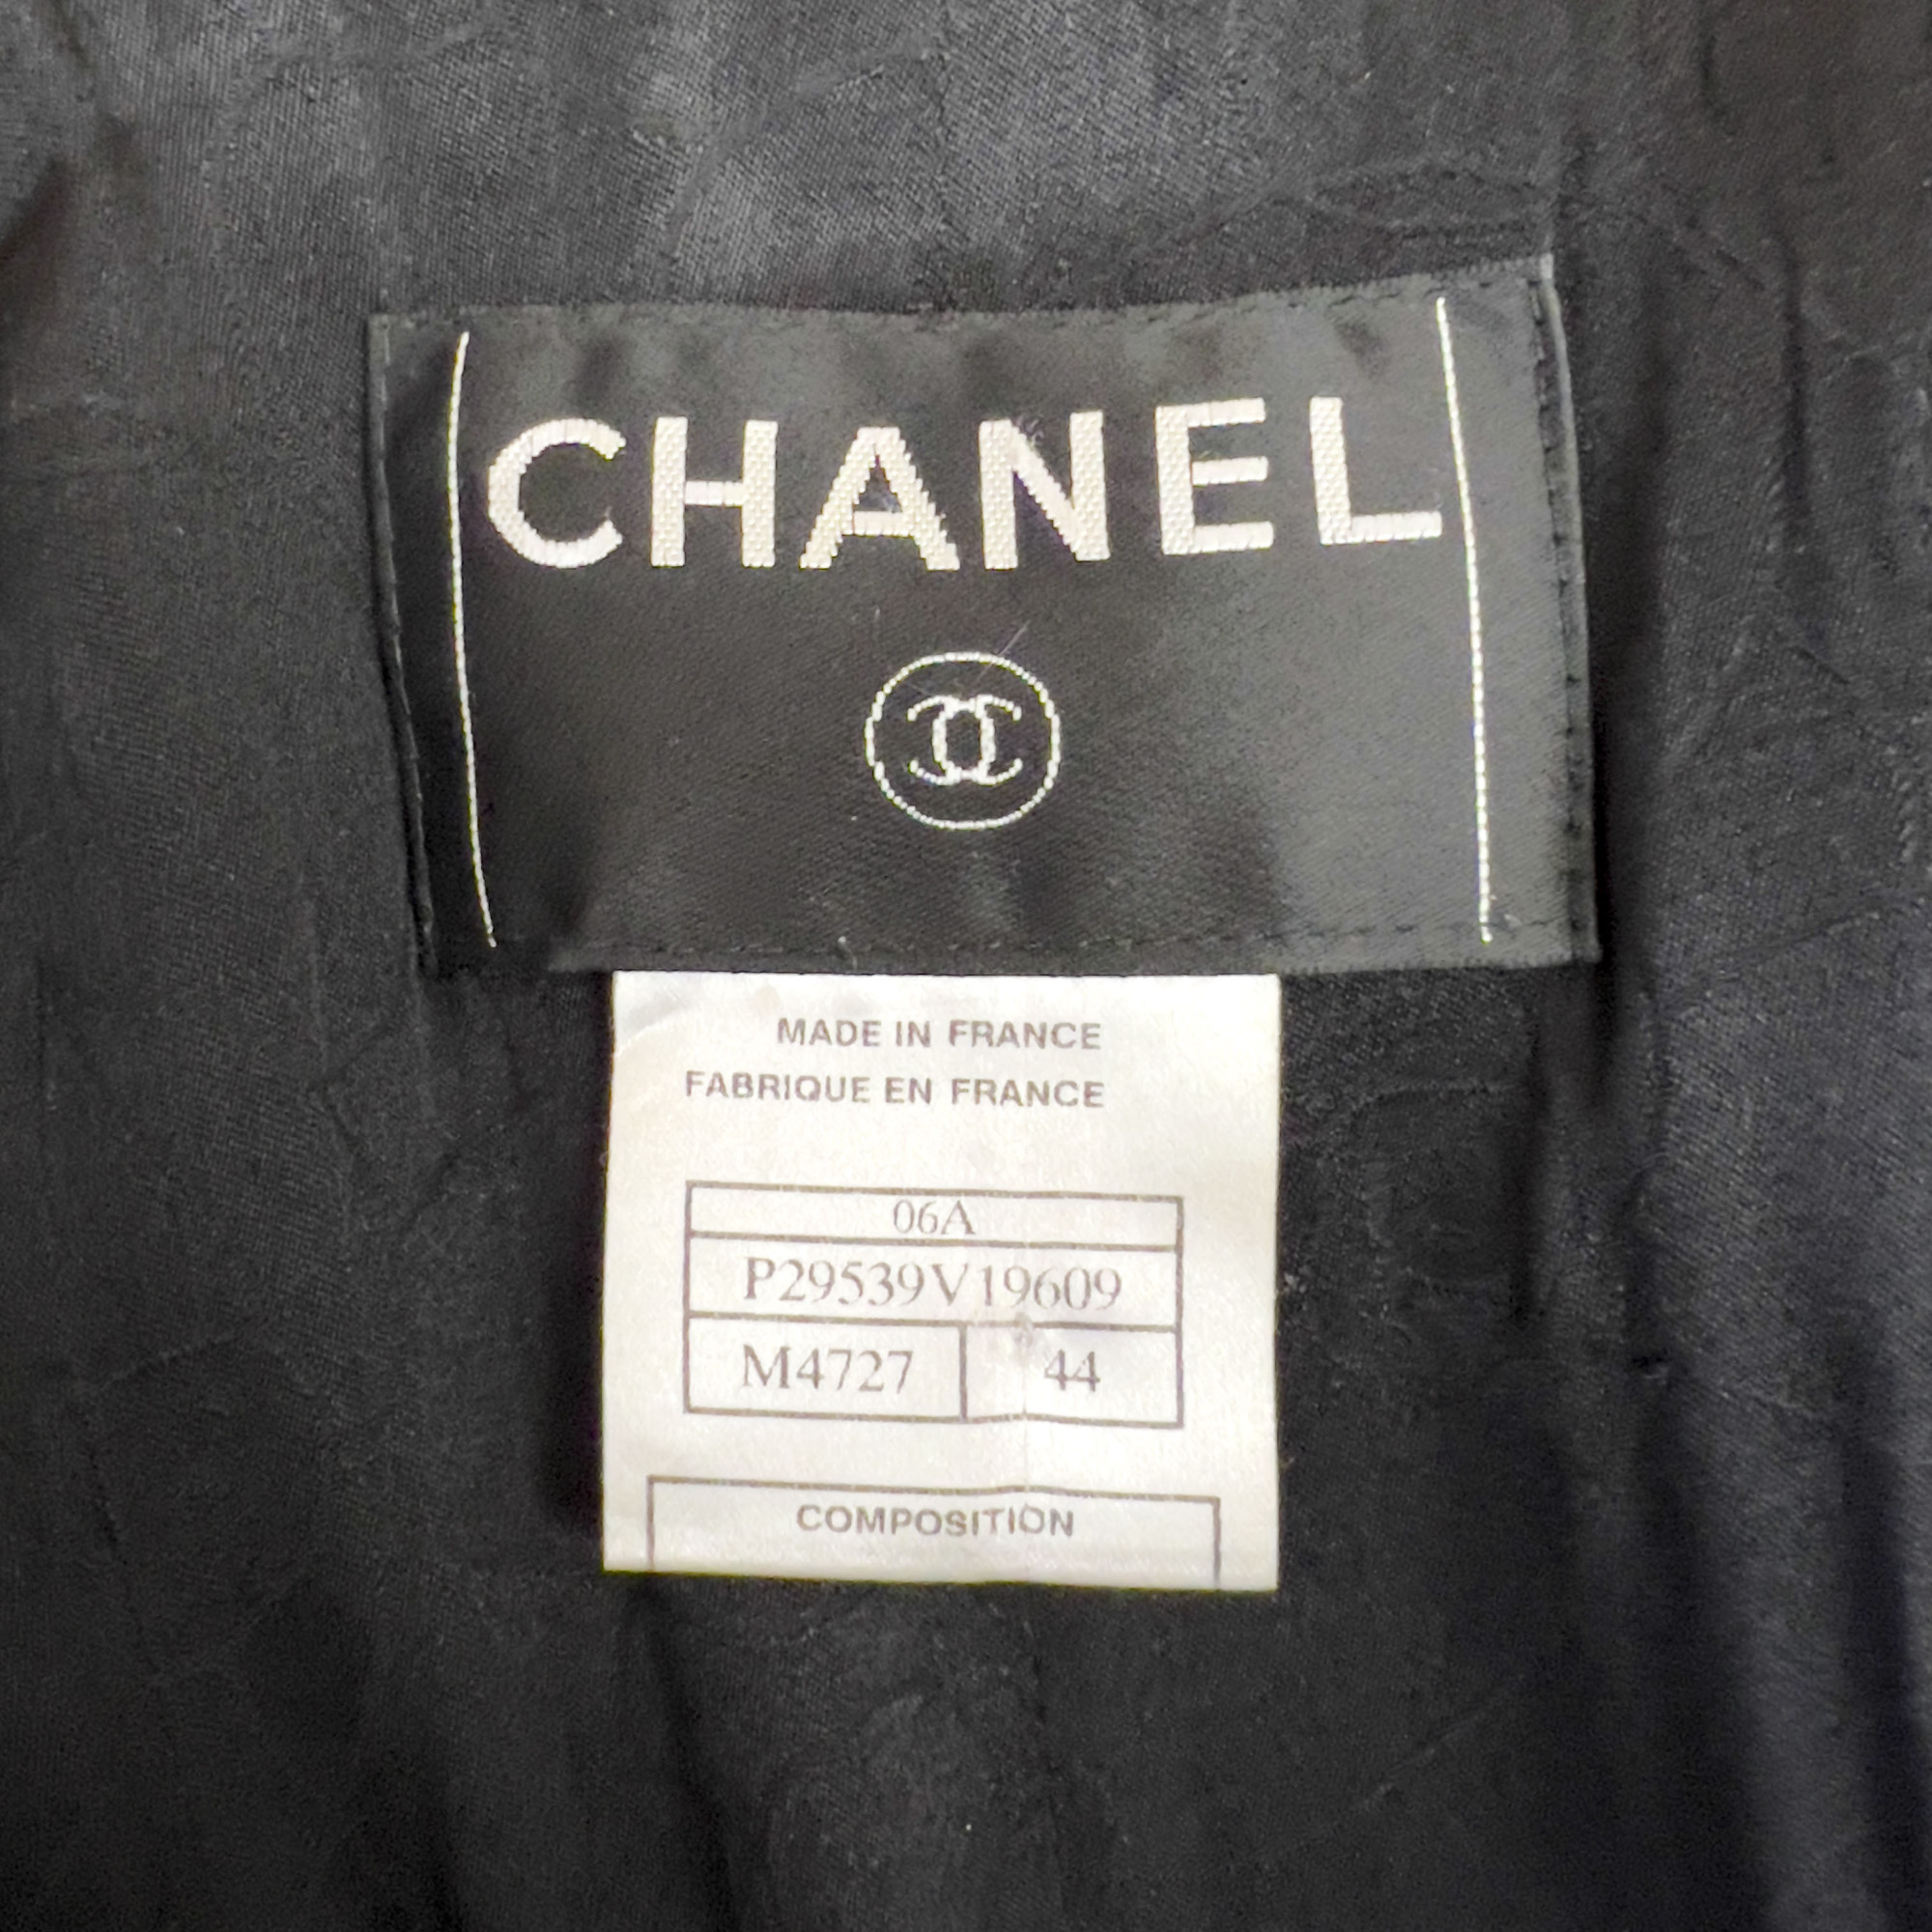 CHANEL
MADE IN FRANCE
FABRIQUE EN FRANCE
06A
P29539V19609
M4727 44
COMPOSITION